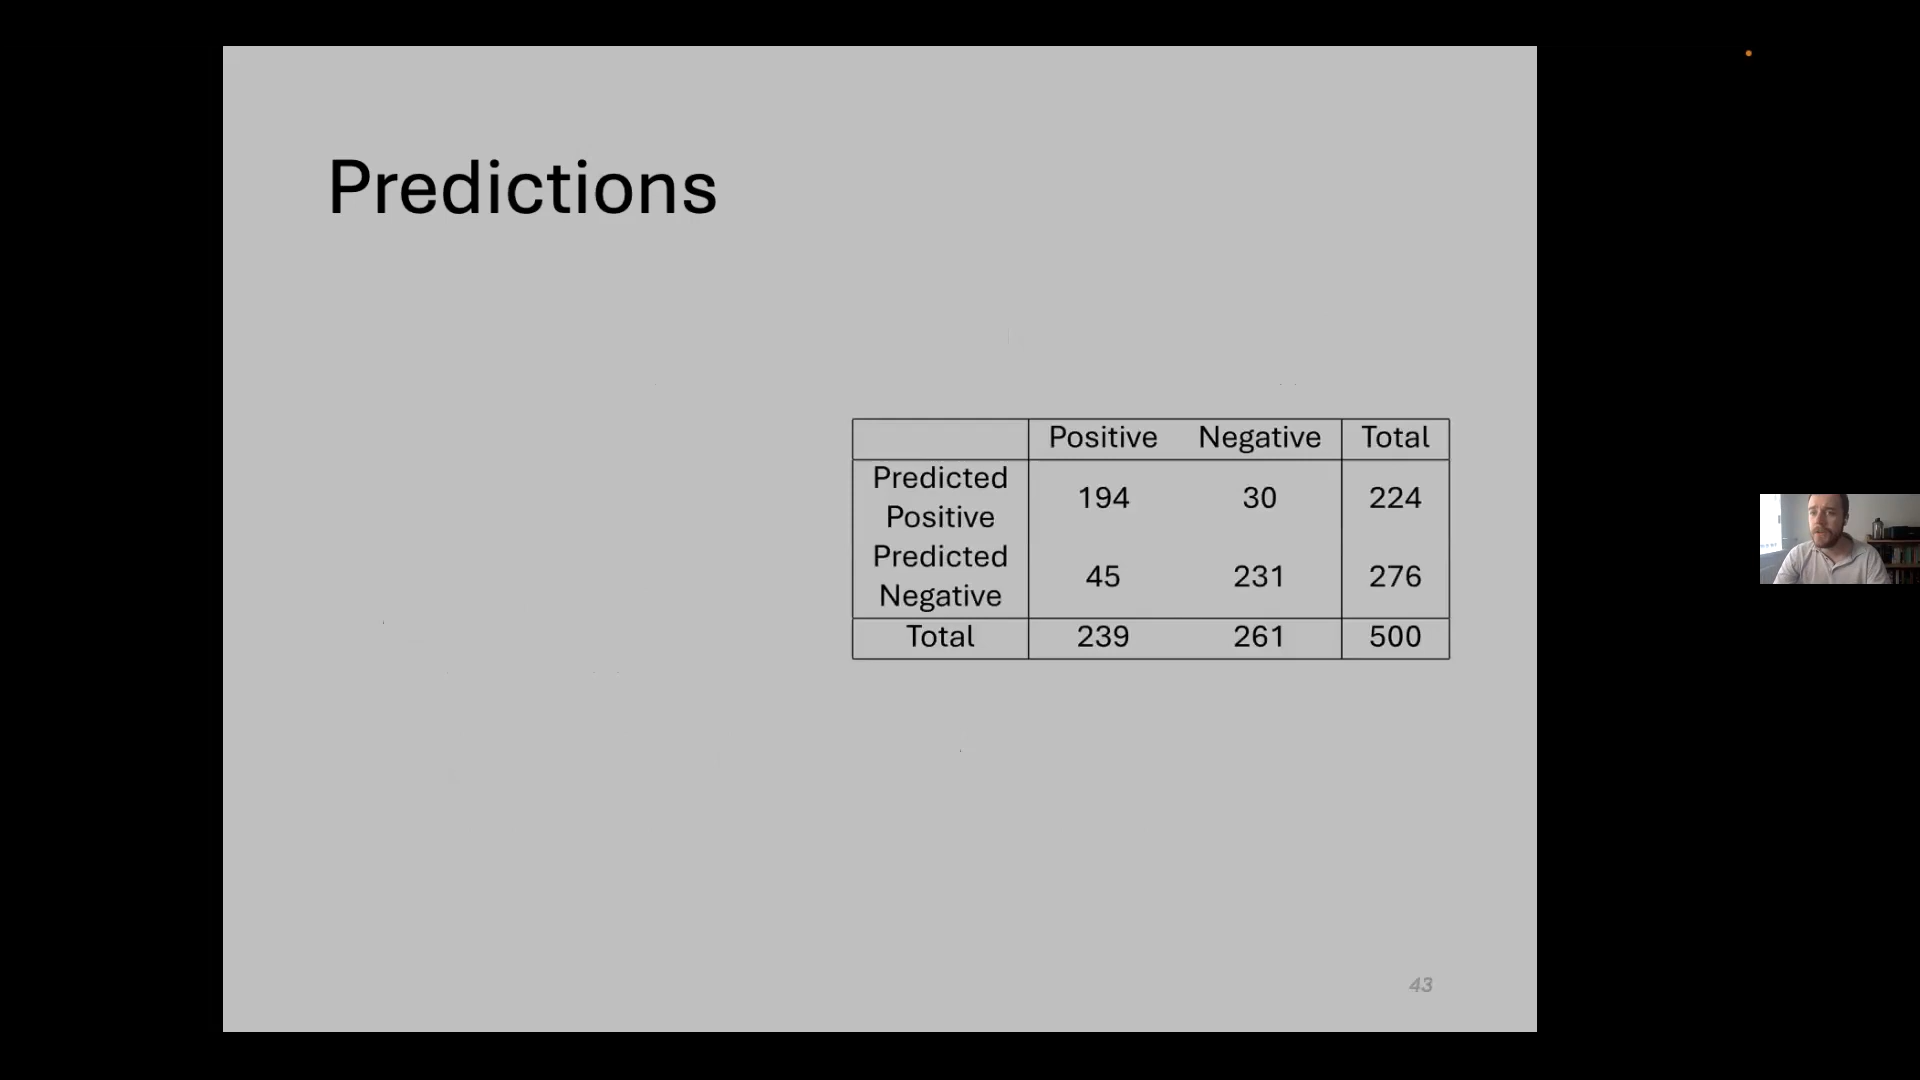 Predictions
Positive Negative Total
Predicted
Positive
194 30 224
Predicted
Negative
45 231 276
Total 239 261 500
43